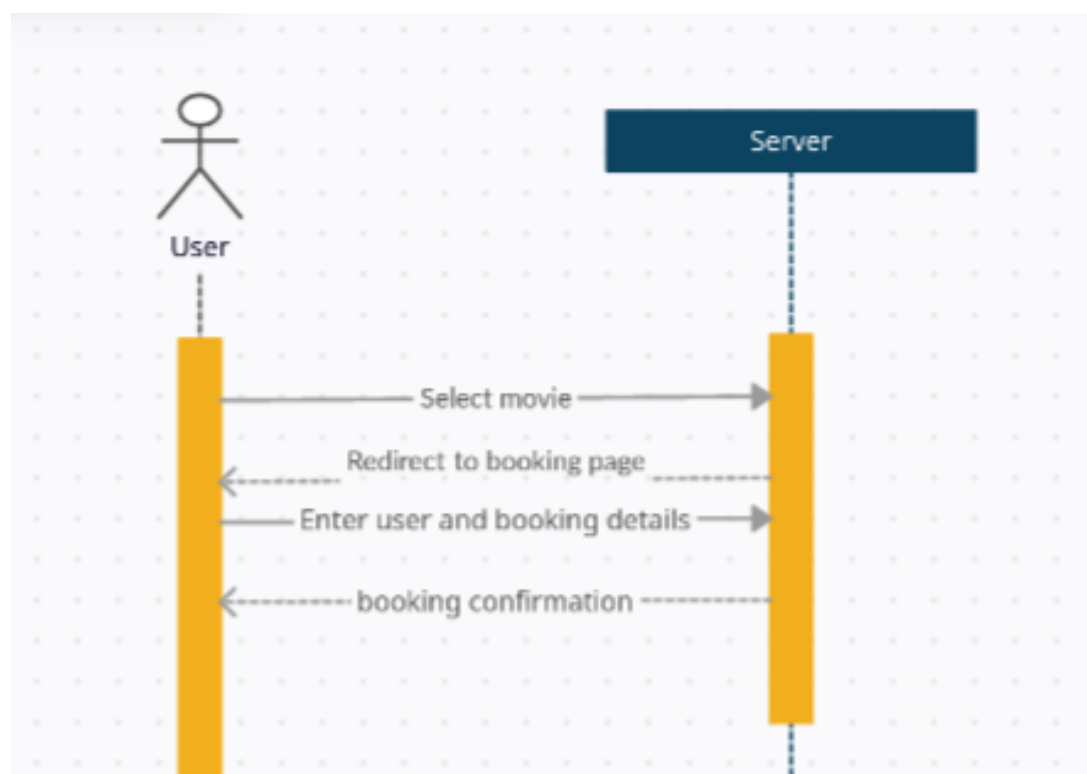 Server
User
Select movie
Redirect to booking page
Enter user and booking details
booking confirmation